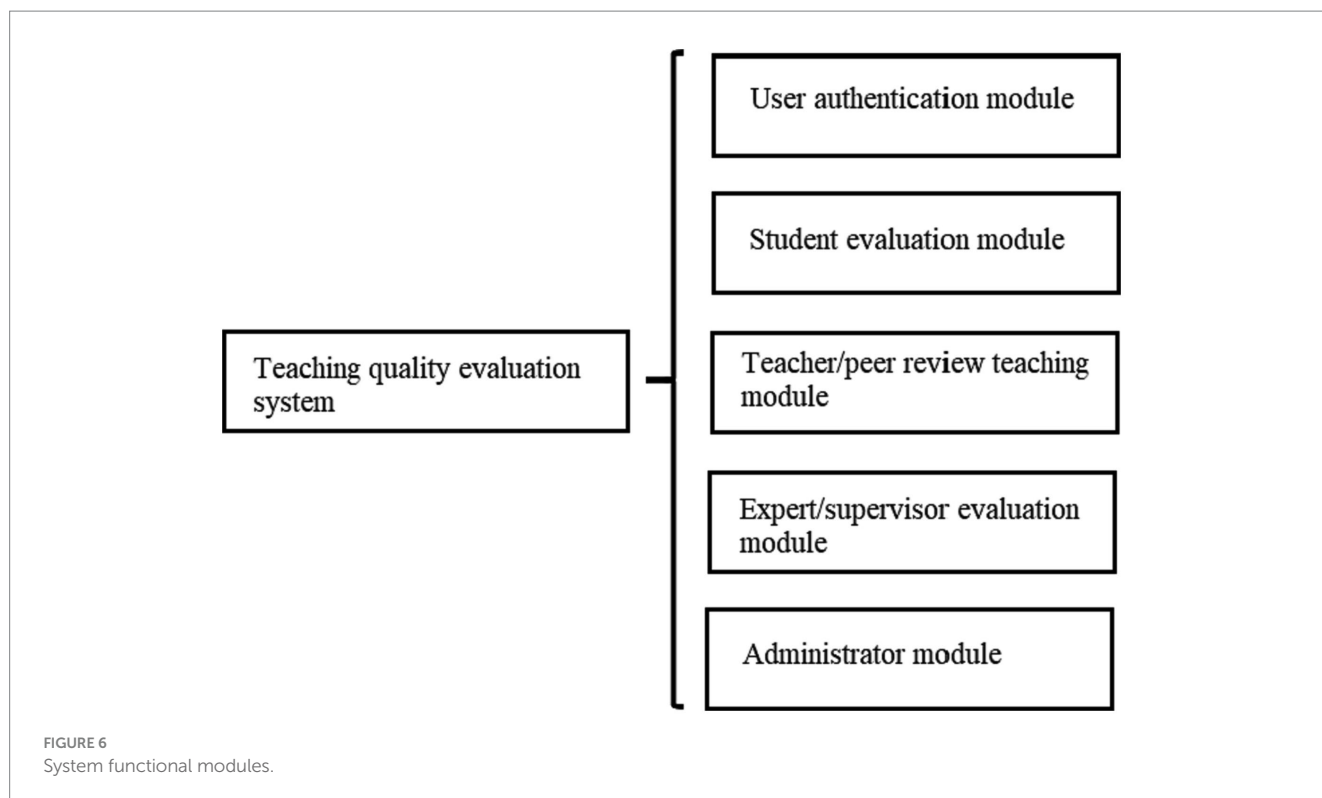 User authentication module
Student evaluation module
Teaching quality evaluation
system
Teacher/peer review teaching
module
Expert/supervisor evaluation
module
Administrator module
FIGURE 6
System functional modules.